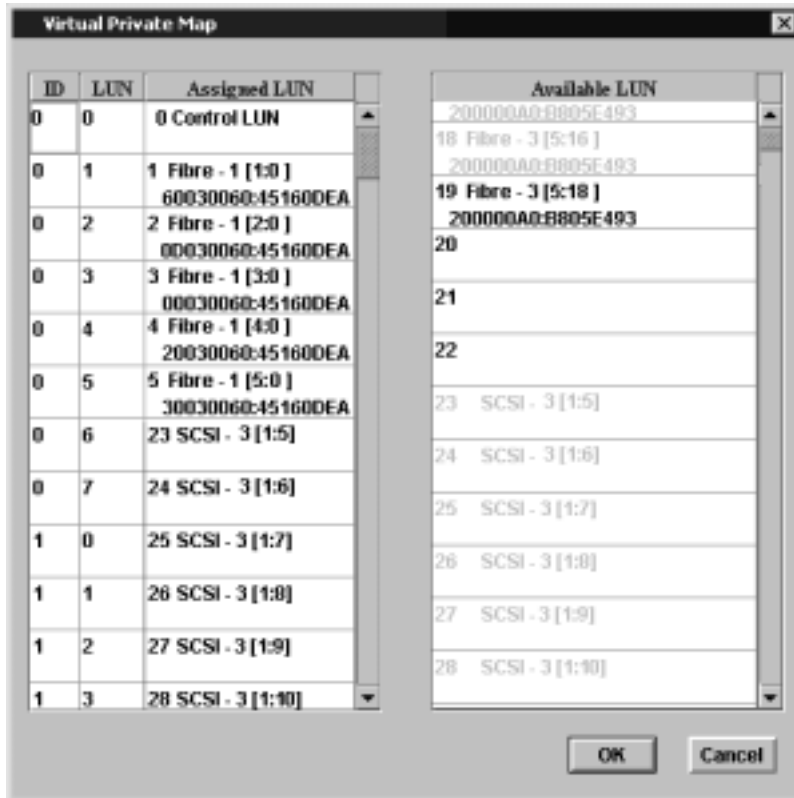 Virtual Private Map
ID LUN Assigned LUN
0 0 0 Control LUN
0 1 1 Fibre - 1 [1:0 ]
60030060:45160DEA
0 2 2 Fibre - 1 [2:0 ]
0D030060:45160DEA
0 3 3 Fibre - 1 [3:0 ]
00030060:45160DEA
0 4 4 Fibre - 1 [4:0 ]
20030060:45160DEA
0 5 5 Fibre - 1 [5:0 ]
30030060:45160DEA
0 6 23 SCSI - 3 [1:5]
0 7 24 SCSI - 3 [1:6]
1 0 25 SCSI - 3 [1:7]
1 1 26 SCSI - 3 [1:8]
1 2 27 SCSI - 3 [1:9]
1 3 28 SCSI - 3 [1:10]
Available LUN
200000A0:B805E493
18 Fibre - 3 [5:16 ]
200000A0:B805E493
19 Fibre - 3 [5:18 ]
200000A0:B805E493
20
21
22
23 SCSI - 3 [1:5]
24 SCSI - 3 [1:6]
25 SCSI - 3 [1:7]
26 SCSI - 3 [1:8]
27 SCSI - 3 [1:9]
28 SCSI - 3 [1:10]
OK Cancel